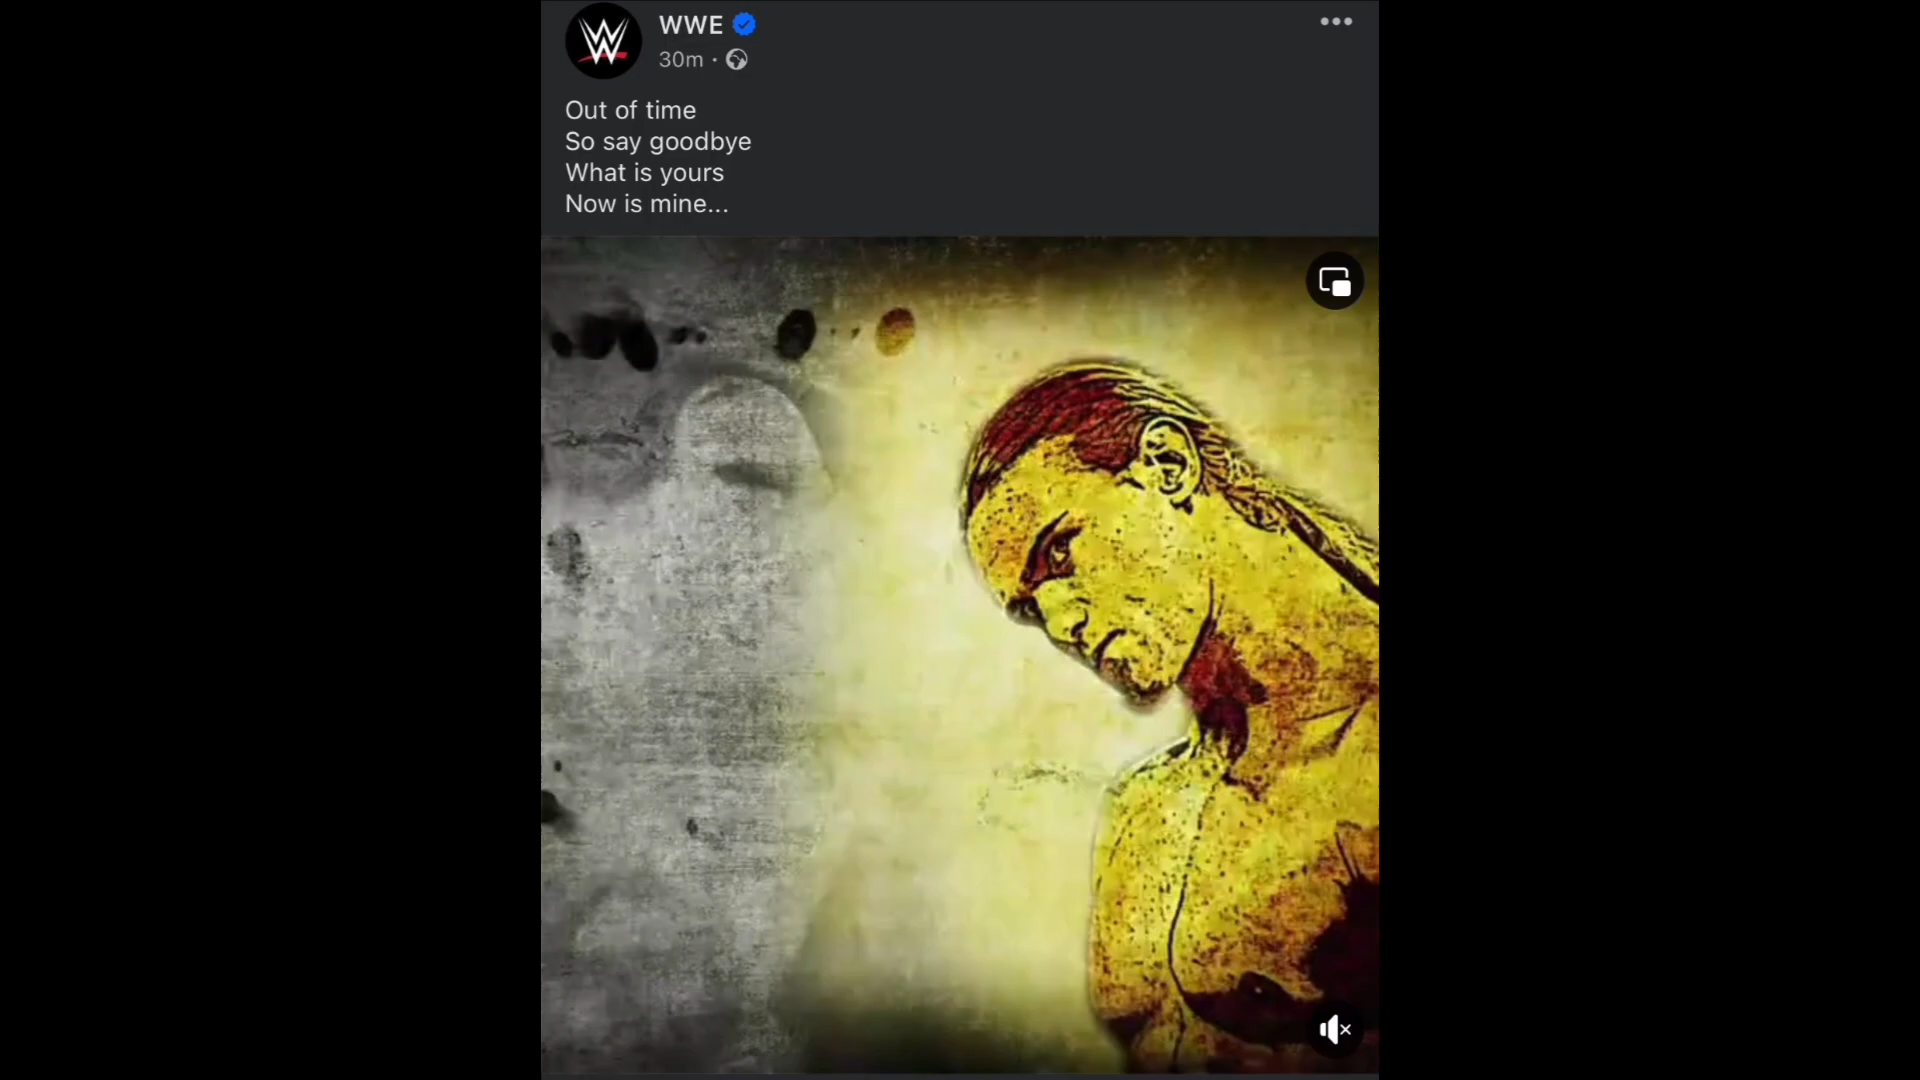 WWE
30m ·
Out of time
So say goodbye
What is yours
Now is mine...